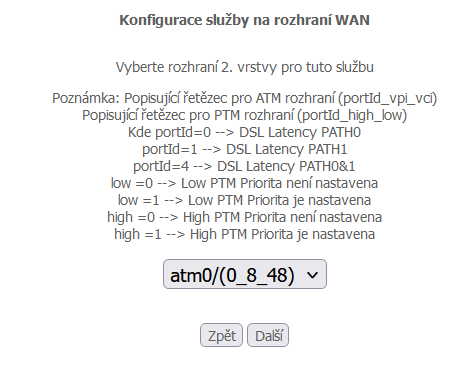 Konfigurace služby na rozhraní WAN
Vyberte rozhraní 2. vrstvy pro tuto službu
Poznámka: Popisující řetězec pro ATM rozhraní (portId_vpi_vci)
Popisující řetězec pro PTM rozhraní (portId_high_low)
Kde portId=0 --> DSL Latency PATH0
portId=1 --> DSL Latency PATH1
portId=4 --> DSL Latency PATH0&1
low =0 --> Low PTM Priorita není nastavena
low =1 --> Low PTM Priorita je nastavena
high =0 --> High PTM Priorita není nastavena
high =1 --> High PTM Priorita je nastavena
atm0/(0_8_48)
Zpět Další